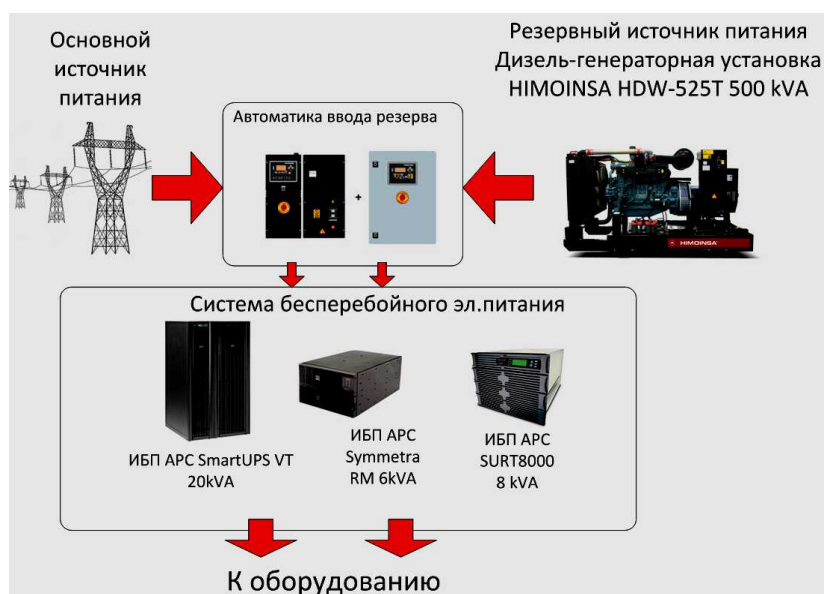 Основной
источник
питания
Резервный источник питания
Дизель-генераторная установка
HIMOINSA HDW-525T 500 kVA
Автоматика ввода резерва
+
HIMOINSA
Система бесперебойного эл.питания
ИБП APC SmartUPS VT
20kVA
ИБП APC
Symmetra
RM 6kVA
ИБП APC
SURT8000
8 kVA
К оборудованию